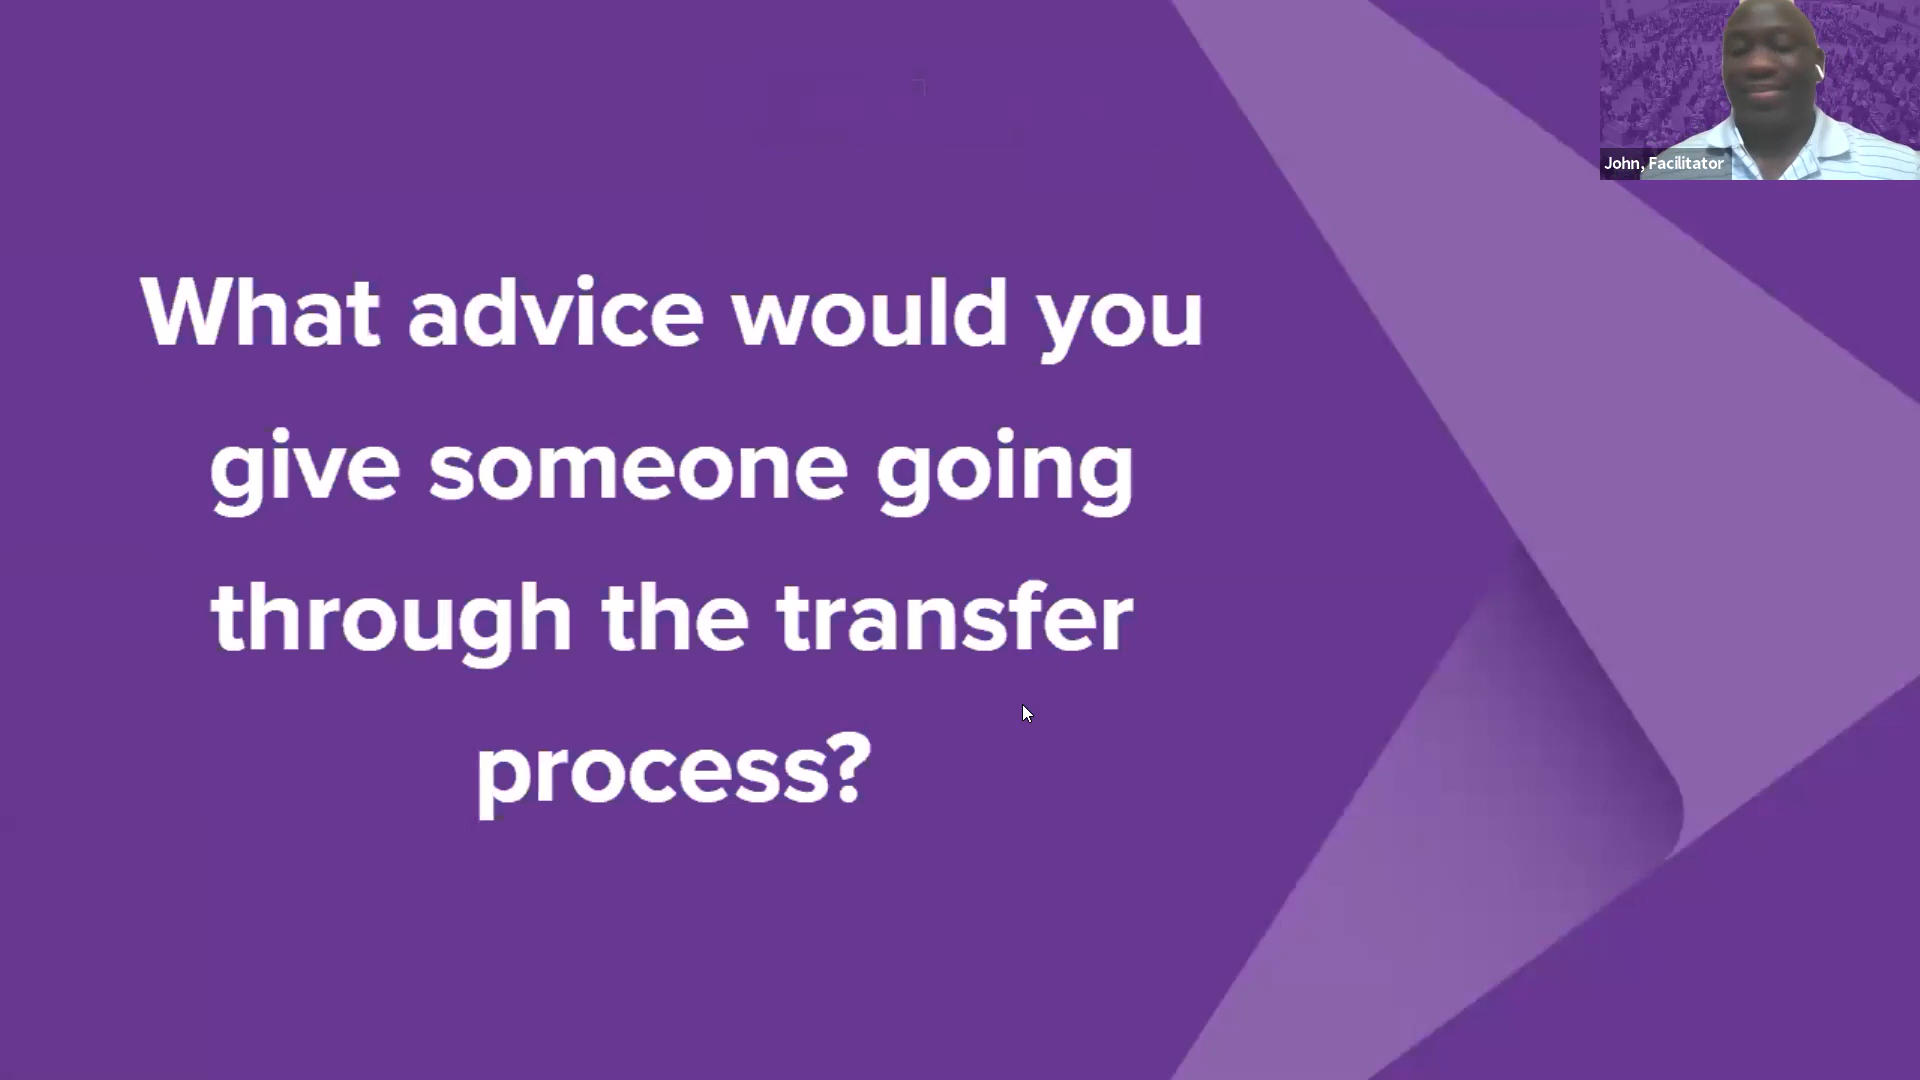 John, Facilitator
What advice would you
give someone going
through the transfer
process?